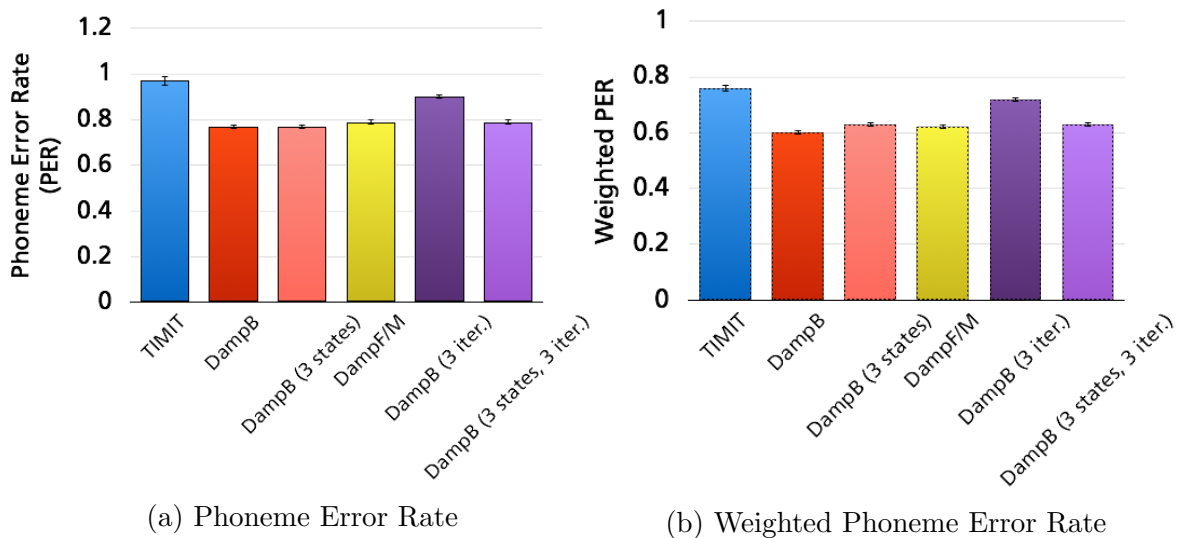 Phoneme Error Rate
(PER)
1.2
1
0.8
0.6
0.4
0.2
0
TIMIT
DampB
DampB (3 states)
DampF/M
DampB (3 iter.)
DampB (3 states, 3 iter.)
(a) Phoneme Error Rate
Weighted PER
1
0.8
0.6
0.4
0.2
0
TIMIT
DampB
DampB (3 states)
DampF/M
DampB (3 iter.)
DampB (3 states, 3 iter.)
(b) Weighted Phoneme Error Rate